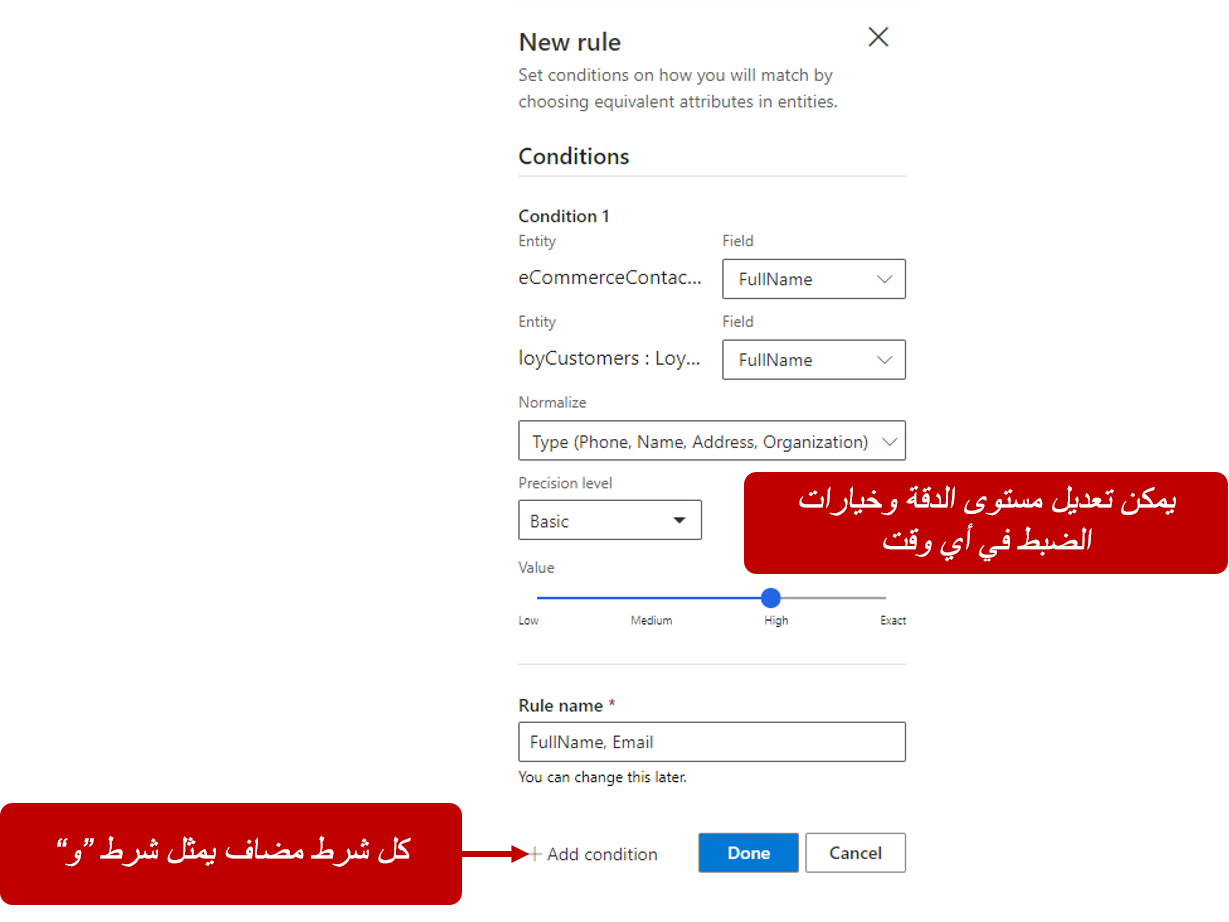 New rule
Set conditions on how you will match by
choosing equivalent attributes in entities.
Conditions
Condition 1
Entity
Field
eCommerceContac...
FullName
Entity
Field
loyCustomers : Loy...
FullName
Normalize
Type (Phone, Name, Address, Organization)
Precision level
Basic
يمكن تعديل مستوى الدقة وخيارات
الضبط في أي وقت
Value
Low
Medium
High
Exact
Rule name *
FullName, Email
You can change this later.
كل شرط مضاف يمثل شرط ”و“
Add condition
Done
Cancel